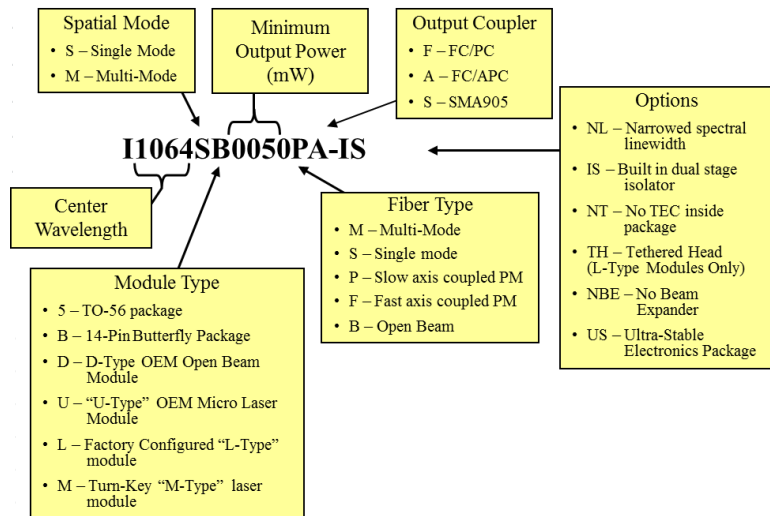 Spatial Mode
• S – Single Mode
• M – Multi-Mode
Minimum
Output Power
(mW)
Output Coupler
• F – FC/PC
• A – FC/APC
• S – SMA905
I1064SB0050PA-IS
Center
Wavelength
Module Type
• 5 – TO-56 package
• B – 14-Pin Butterfly Package
• D – D-Type OEM Open Beam
Module
• U – “U-Type” OEM Micro Laser
Module
• L – Factory Configured “L-Type”
module
• M – Turn-Key “M-Type” laser
module
Fiber Type
• M – Multi-Mode
• S – Single mode
• P – Slow axis coupled PM
• F – Fast axis coupled PM
• B – Open Beam
Options
• NL – Narrowed spectral
linewidth
• IS – Built in dual stage
isolator
• NT – No TEC inside
package
• TH – Tethered Head
(L-Type Modules Only)
• NBE – No Beam
Expander
• US – Ultra-Stable
Electronics Package